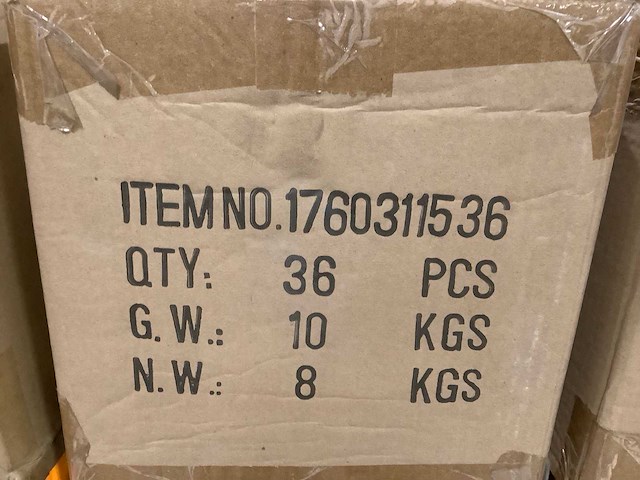 ITEM NO.1760311536
QTY: 36 PCS
G.W.: 10 KGS
N.W.: 8 KGS